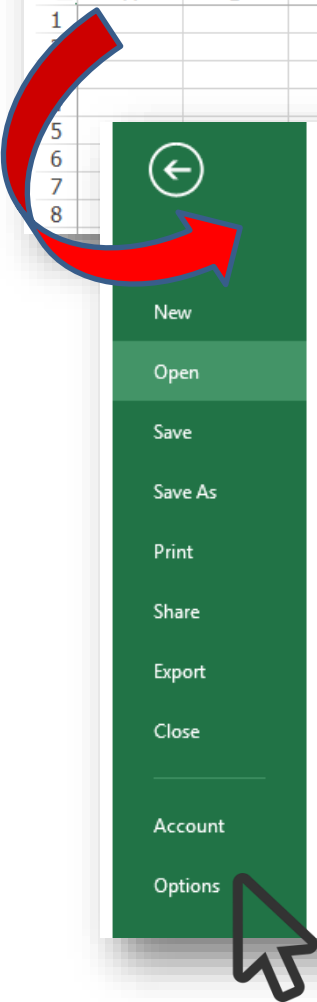 1
5
6
7
8
New
Open
Save
Save As
Print
Share
Export
Close
Account
Options